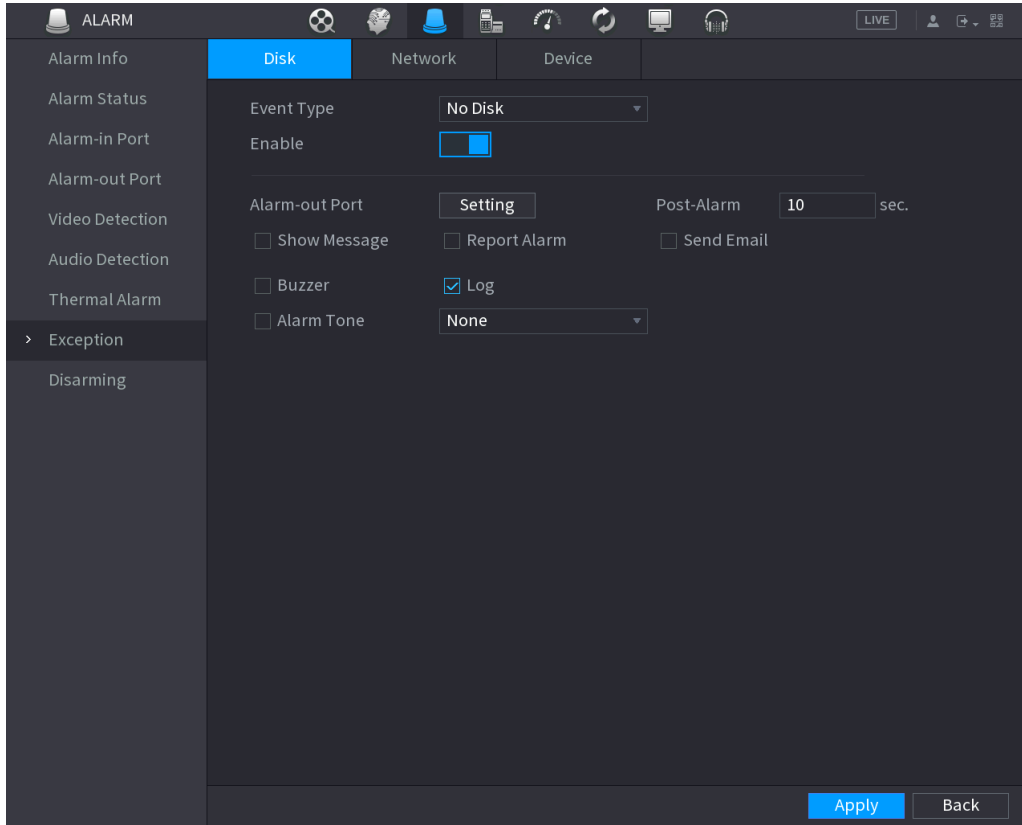 ALARM
LIVE
Alarm Info
Alarm Status
Alarm-in Port
Alarm-out Port
Video Detection
Audio Detection
Thermal Alarm
Exception
Disarming
Disk Network Device
Event Type No Disk
Enable
Alarm-out Port Setting Post-Alarm 10 sec.
Show Message Report Alarm Send Email
Buzzer Log
Alarm Tone None
Apply Back